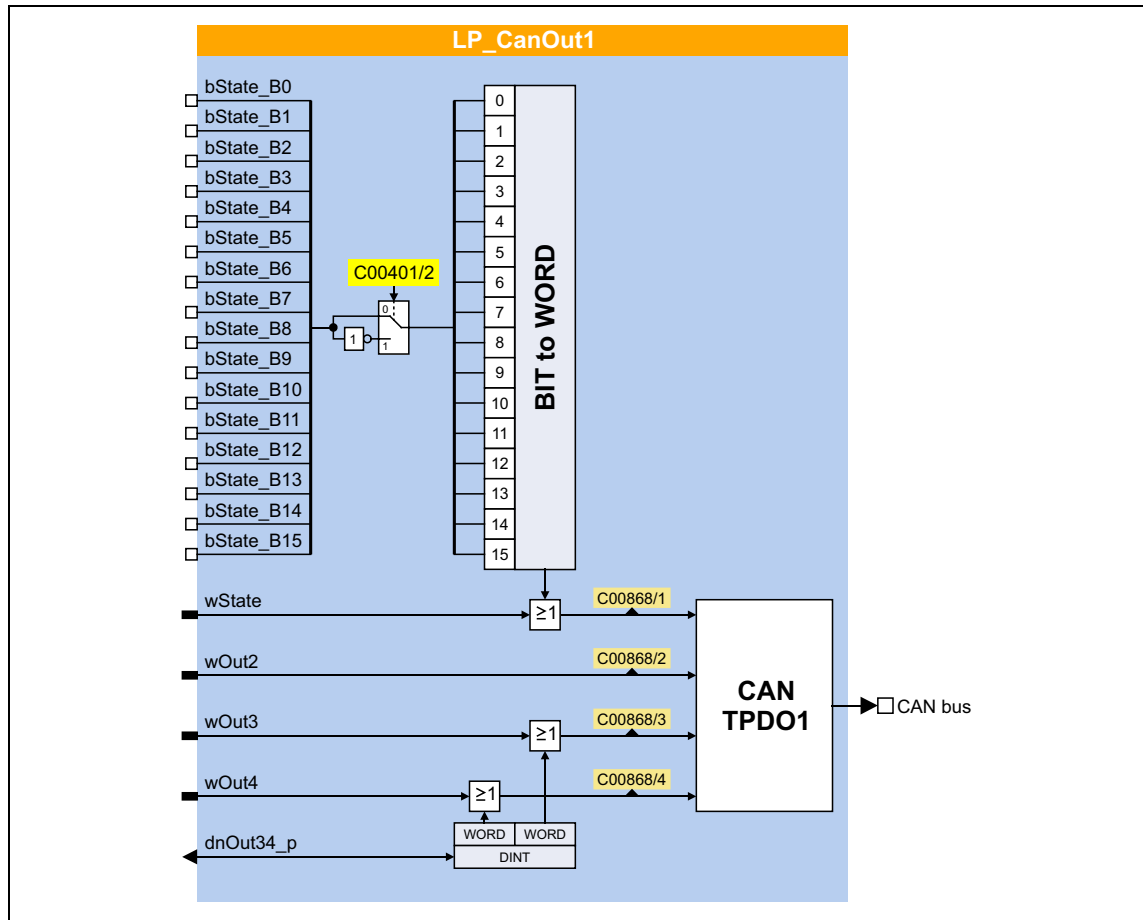 LP_CanOut1
bState_B0
bState_B1
bState_B2
bState_B3
bState_B4
bState_B5
bState_B6
bState_B7
bState_B8
bState_B9
bState_B10
bState_B11
bState_B12
bState_B13
bState_B14
bState_B15
C00401/2
0
1
1
0
1
2
3
4
5
6
7
8
9
10
11
12
13
14
15
BIT to WORD
wState
≥1
C00868/1
wOut2
C00868/2
wOut3
≥1
C00868/3
wOut4
≥1
C00868/4
CAN
TPDO1
CAN bus
dnOut34_p
WORD WORD
DINT